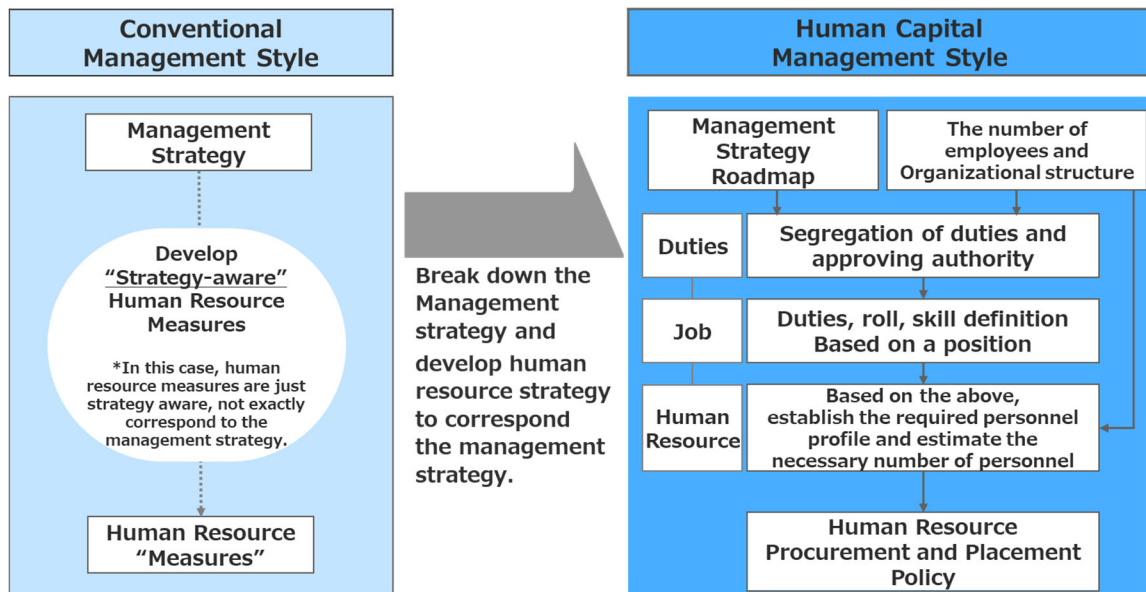 Conventional
Management Style
Management
Strategy
Develop
“Strategy-aware”
Human Resource
Measures
*In this case, human
resource measures are just
strategy aware, not exactly
correspond to the
management strategy.
Human Resource
“Measures”
Break down the
Management
strategy and
develop human
resource strategy
to correspond
the management
strategy.
Human Capital
Management Style
Management
Strategy
Roadmap
The number of
employees and
Organizational structure
Duties
Segregation of duties and
approving authority
Job
Duties, roll, skill definition
Based on a position
Human
Resource
Based on the above,
establish the required personnel
profile and estimate the
necessary number of personnel
Human Resource
Procurement and Placement
Policy